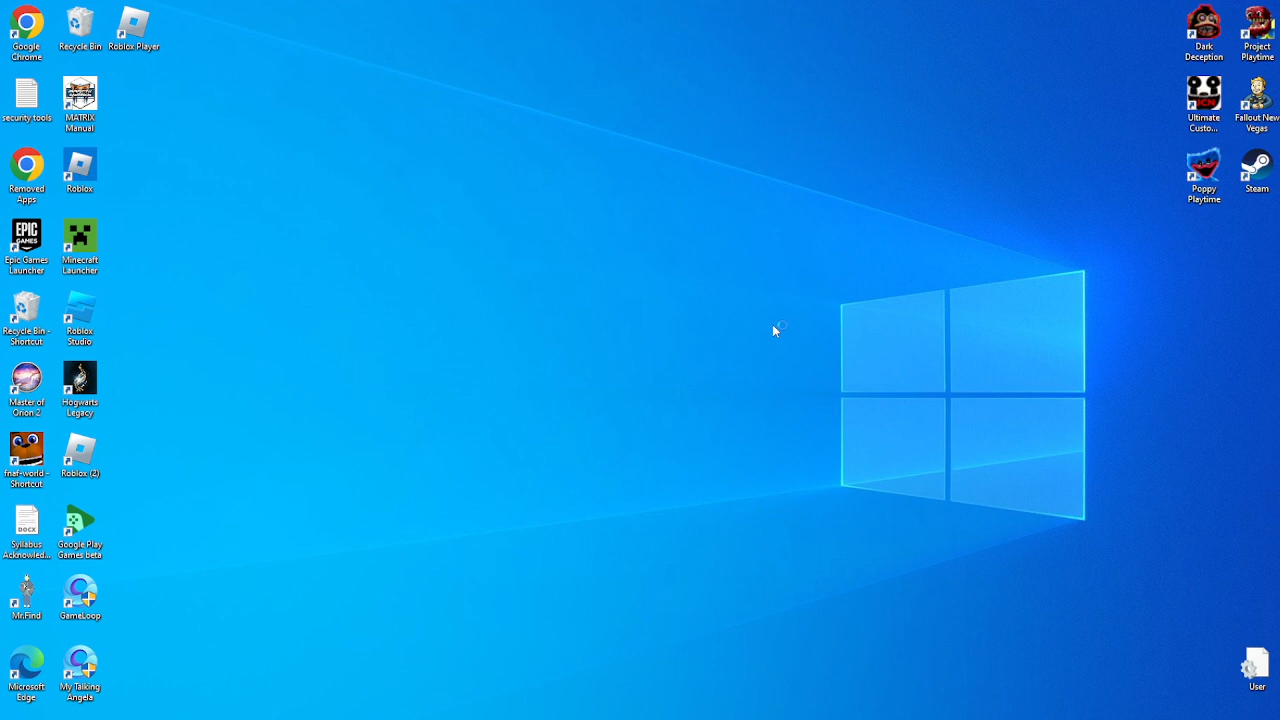 Google
Chrome
Recycle Bin
Roblox Player
security tools
MATRIX
Manual
Removed
Apps
Roblox
EPIC
GAMES
Epic Games
Launcher
Minecraft
Launcher
Recycle Bin -
Shortcut
Roblox
Studio
Master of
Orion 2
Hogwarts
Legacy
fnaf-world -
Shortcut
Roblox (2)
DOCX
Syllabus
Acknowled...
Google Play
Games beta
Mr.Find
GameLoop
Microsoft
Edge
My Talking
Angela
Dark
Deception
Project
Playtime
UCN
Ultimate
Custo...
Fallout New
Vegas
Poppy
Playtime
Steam
User